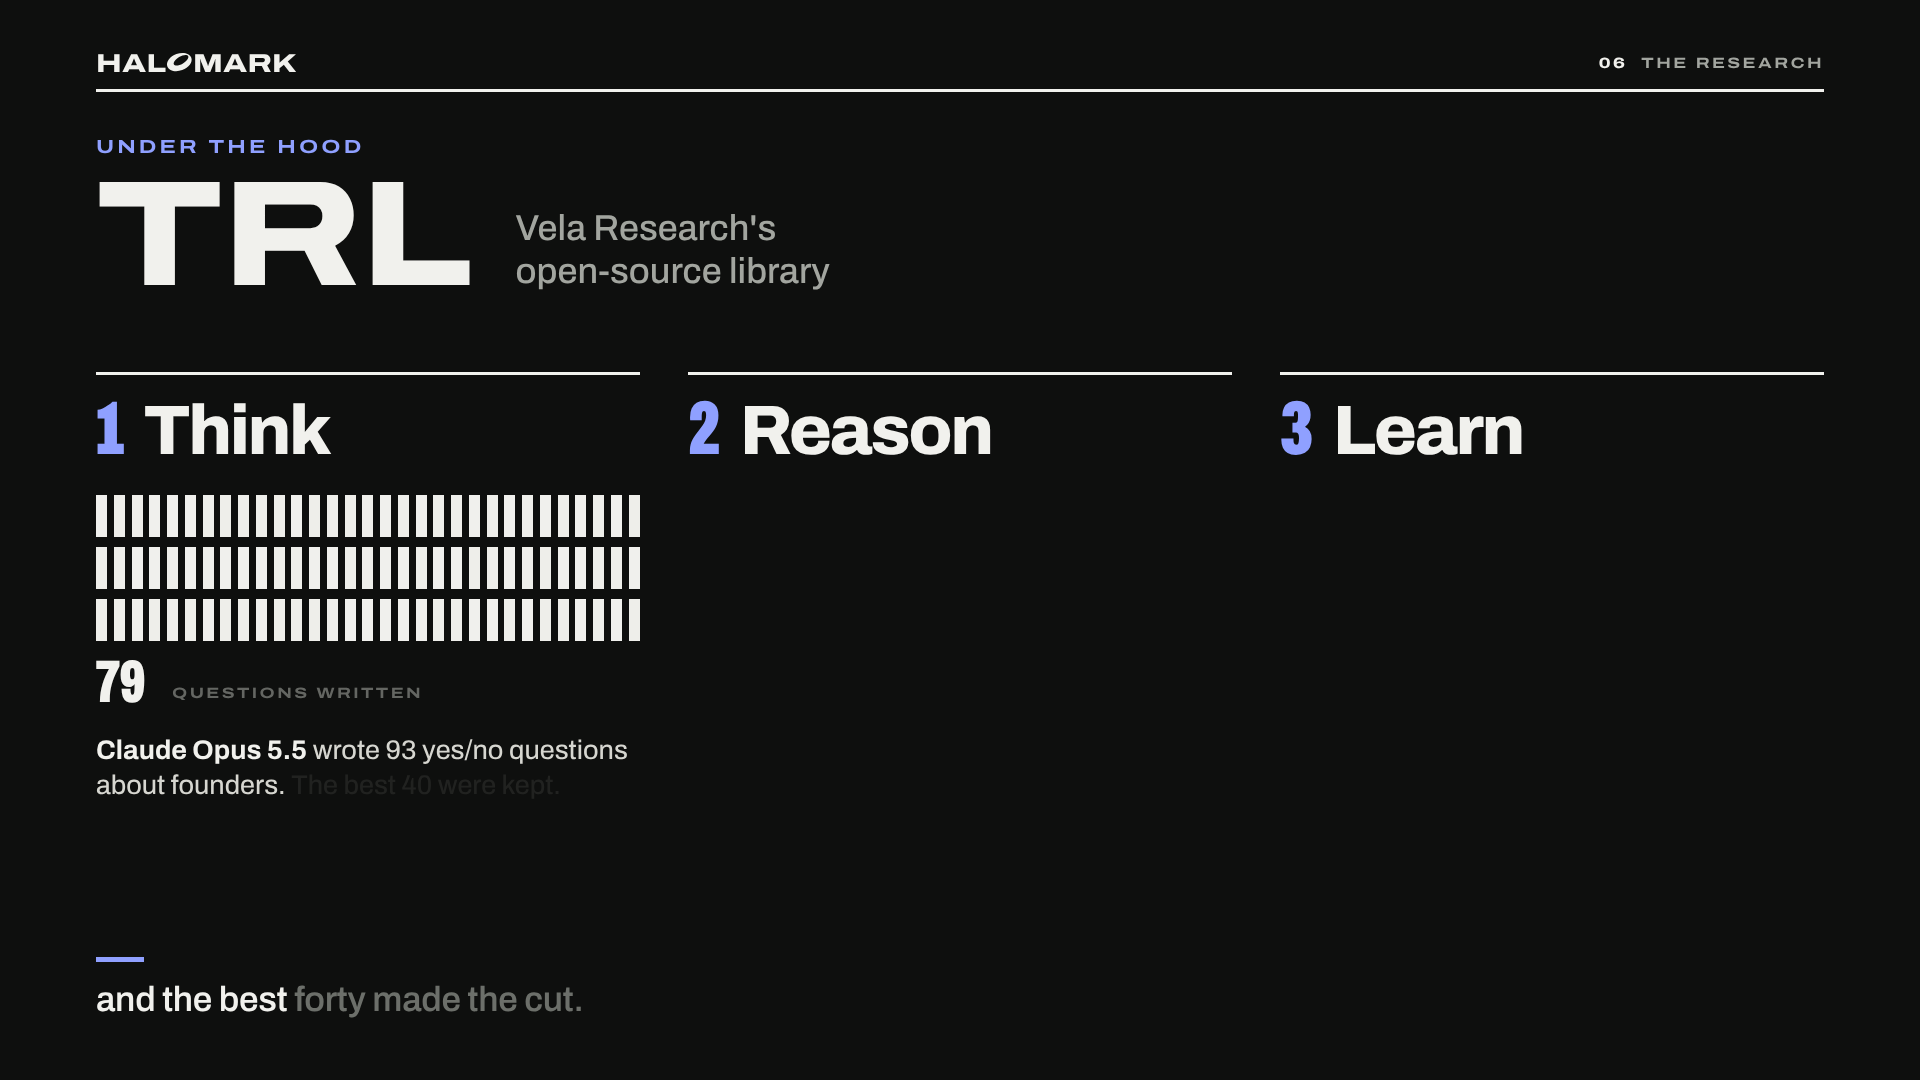 HALOMARK
06 THE RESEARCH
UNDER THE HOOD
TRL
Vela Research's
open-source library
1 Think
2 Reason
3 Learn
79 QUESTIONS WRITTEN
Claude Opus 5.5 wrote 93 yes/no questions
about founders. The best 40 were kept.
and the best forty made the cut.